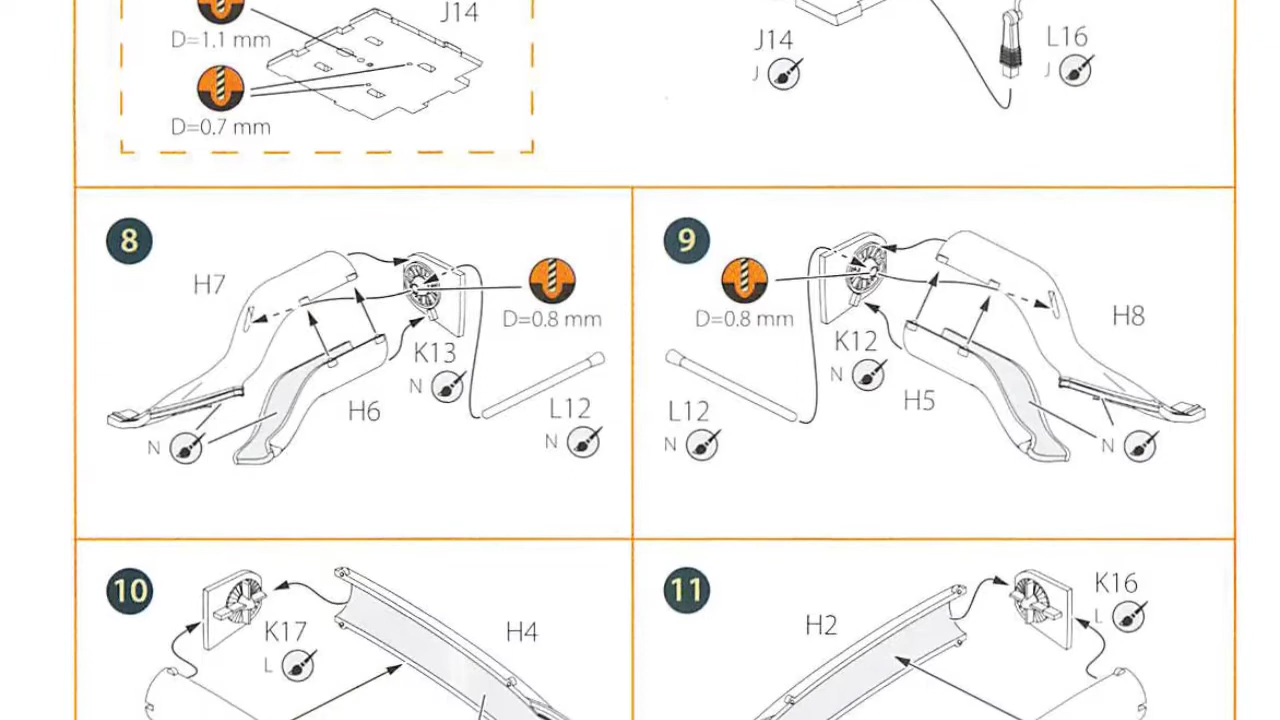 J14
D=1.1 mm
D=0.7 mm
J14
J
L16
J
8
H7
D=0.8 mm
K13
N
H6
L12
N
N
9
D=0.8 mm
K12
N
H8
H5
L12
N
N
10
K17
L
H4
11
H2
K16
L